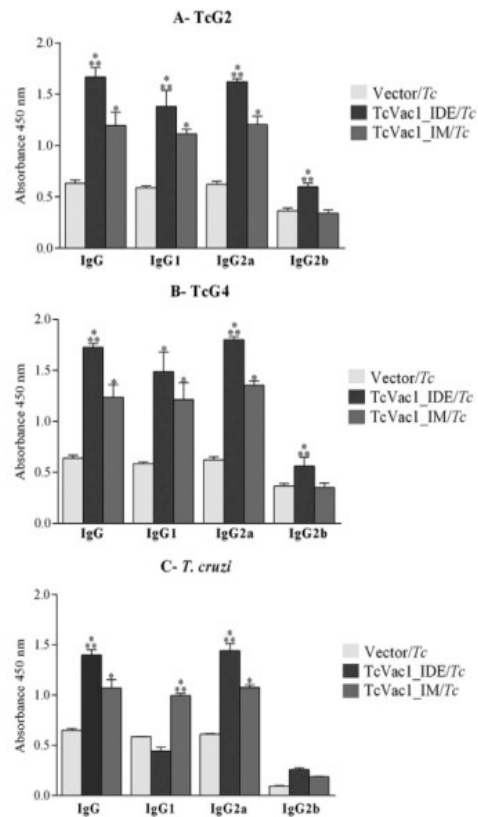 A- TcG2
Absorbance 450 nm
2.0
1.5
1.0
0.5
0.0
* ** * * ** * * ** * * **
IgG IgG1 IgG2a IgG2b
Vector/Tc
TcVac1_IDE/Tc
TcVac1_IM/Tc
B- TcG4
Absorbance 450 nm
2.0
1.5
1.0
0.5
0.0
* ** * * * * ** * * **
IgG IgG1 IgG2a IgG2b
Vector/Tc
TcVac1_IDE/Tc
TcVac1_IM/Tc
C- T. cruzi
Absorbance 450 nm
2.0
1.5
1.0
0.5
0.0
* ** * * ** * ** *
IgG IgG1 IgG2a IgG2b
Vector/Tc
TcVac1_IDE/Tc
TcVac1_IM/Tc